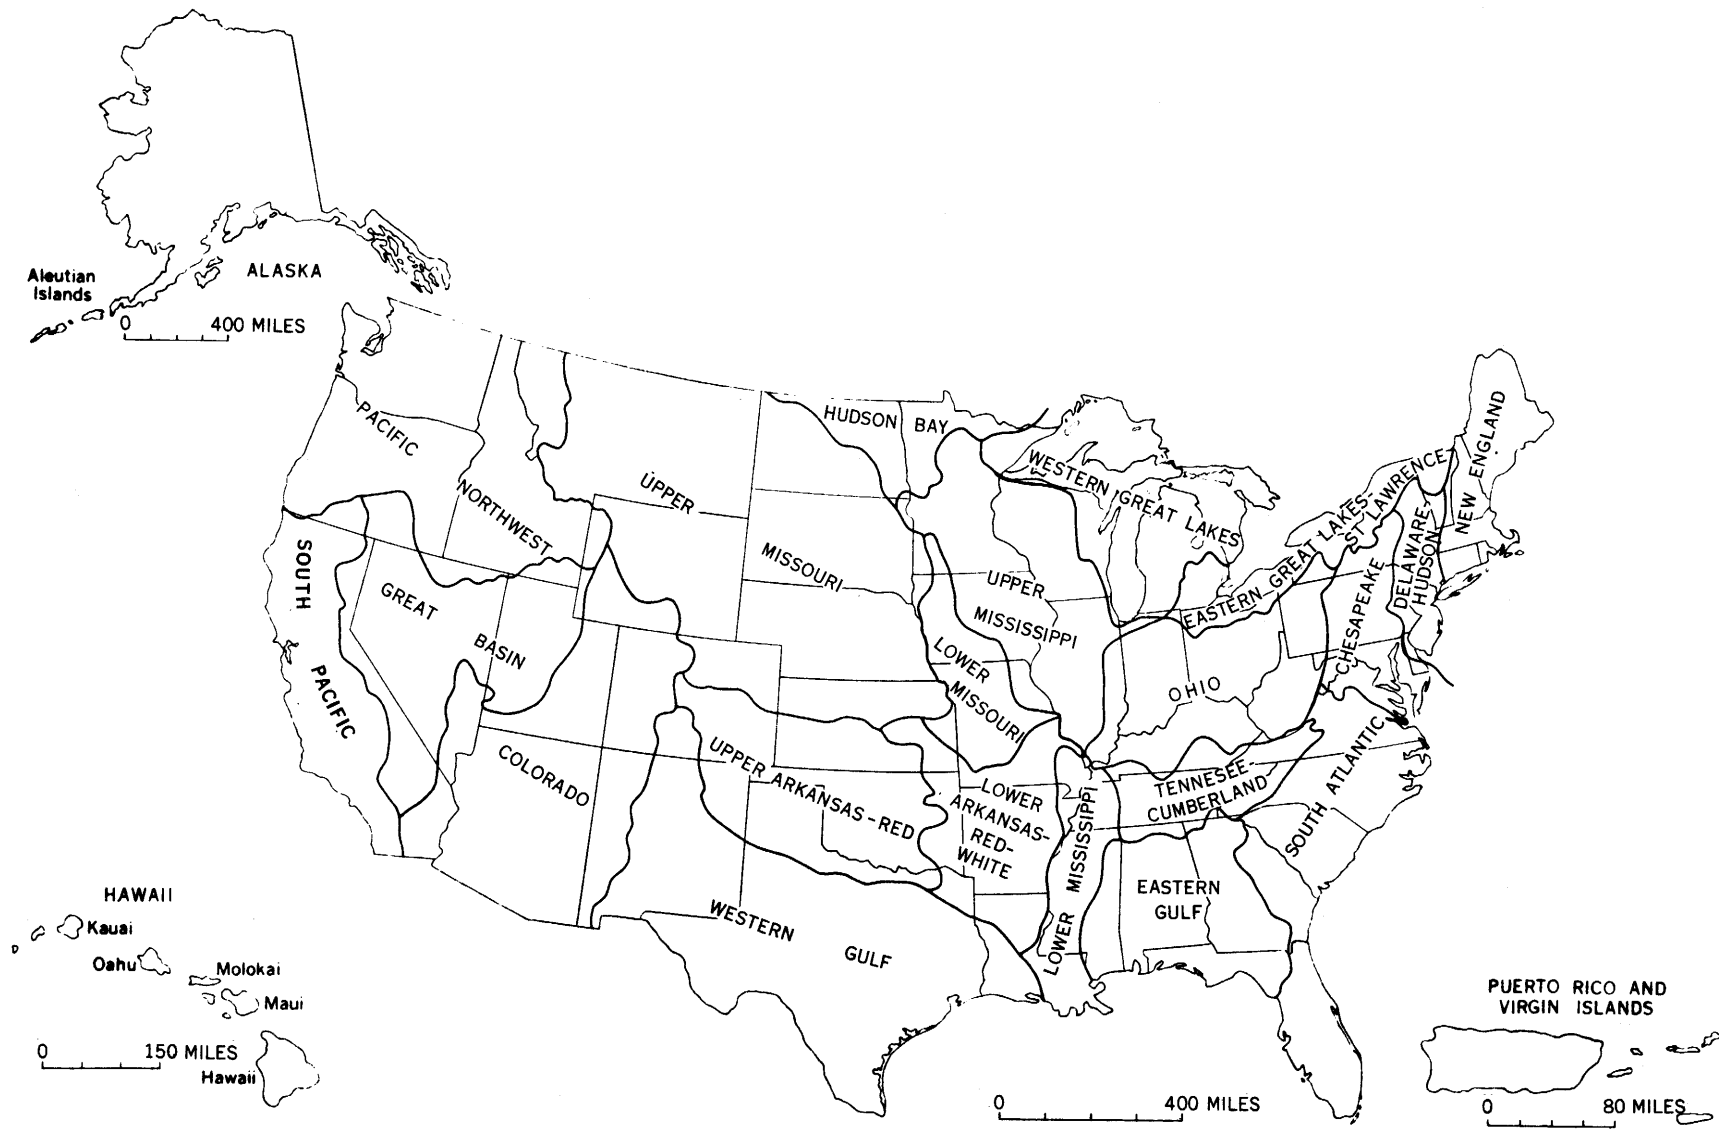 Aleutian
Islands
ALASKA
0 400 MILES
PACIFIC
NORTHWEST
UPPER
MISSOURI
HUDSON BAY
WESTERN GREAT LAKES
EASTERN GREAT LAKES-
ST LAWRENCE
NEW ENGLAND
DELAWARE-
HUDSON
CHESAPEAKE
SOUTH
PACIFIC
GREAT
BASIN
UPPER
MISSISSIPPI
LOWER
MISSOURI
OHIO
COLORADO
UPPER ARKANSAS-RED
LOWER
ARKANSAS-
RED-
WHITE
LOWER MISSISSIPPI
TENNESEE-
CUMBERLAND
SOUTH ATLANTIC
EASTERN
GULF
WESTERN
GULF
HAWAII
Kauai
Oahu
Molokai
Maui
0 150 MILES
Hawaii
0 400 MILES
PUERTO RICO AND
VIRGIN ISLANDS
0 80 MILES